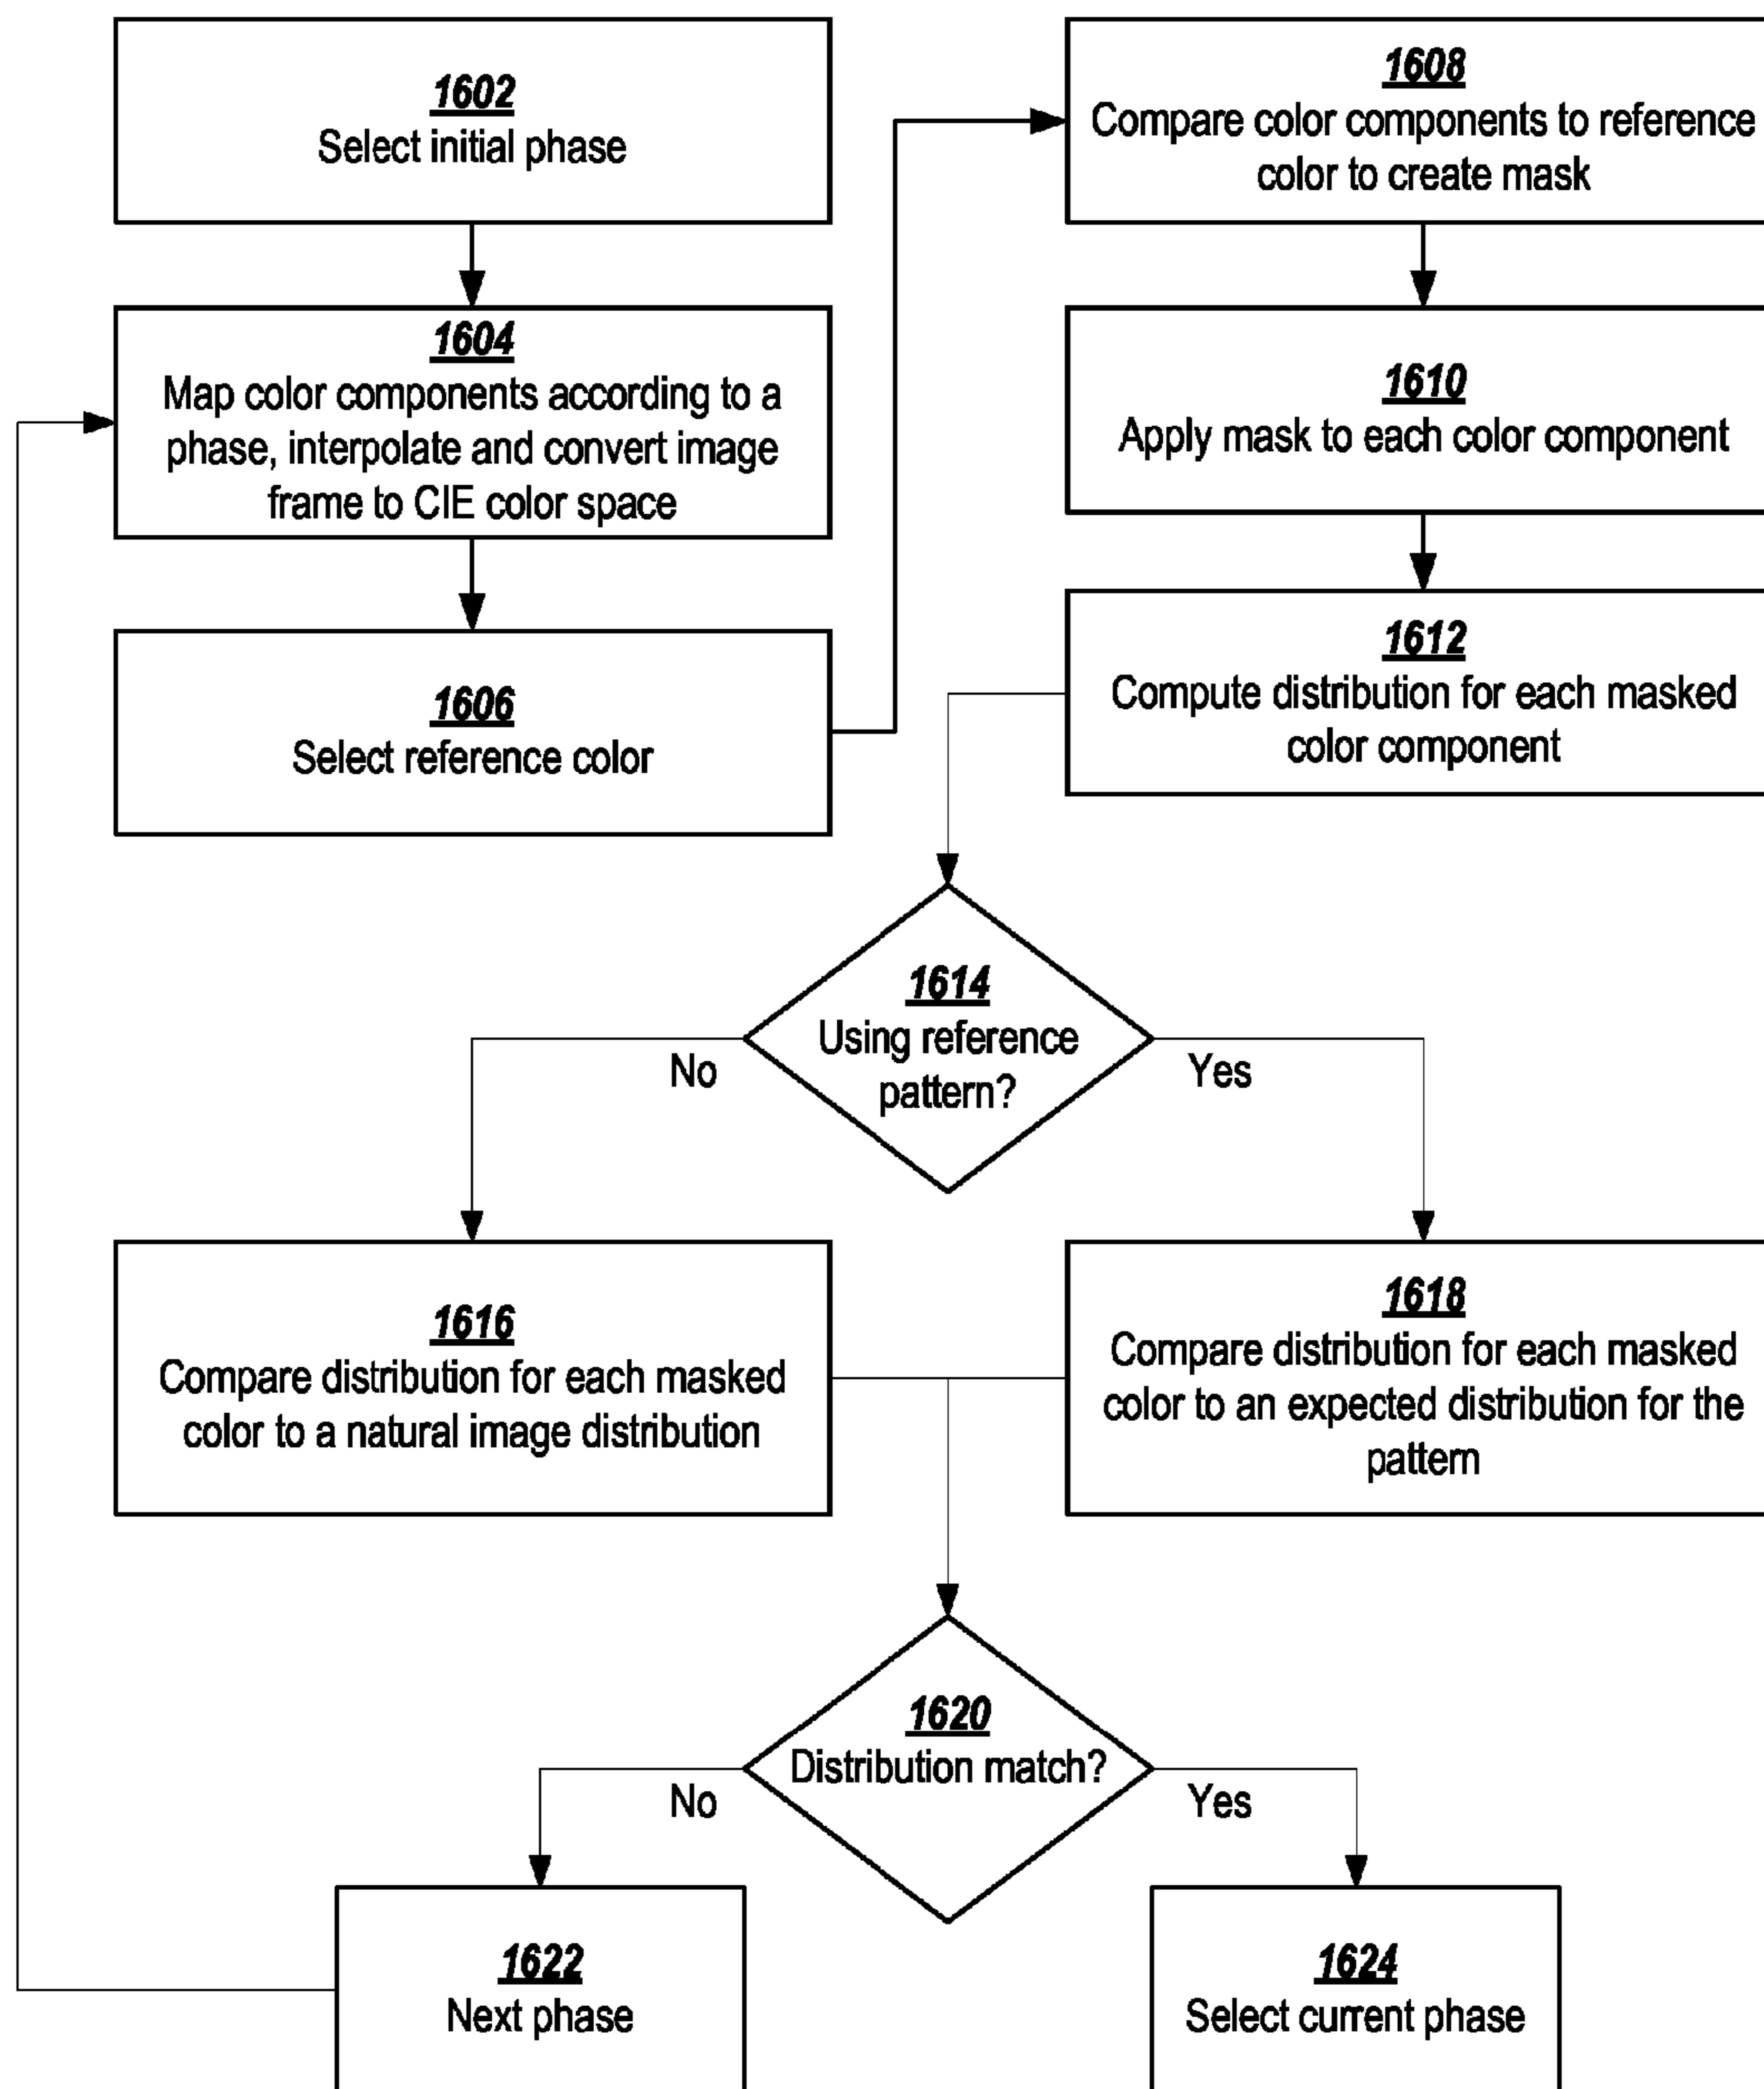 1602
Select initial phase
1604
Map color components according to a
phase, interpolate and convert image
frame to CIE color space
1606
Select reference color
1608
Compare color components to reference
color to create mask
1610
Apply mask to each color component
1612
Compute distribution for each masked
color component
1614
Using reference
pattern?
No
Yes
1616
Compare distribution for each masked
color to a natural image distribution
1618
Compare distribution for each masked
color to an expected distribution for the
pattern
1620
Distribution match?
No
Yes
1622
Next phase
1624
Select current phase